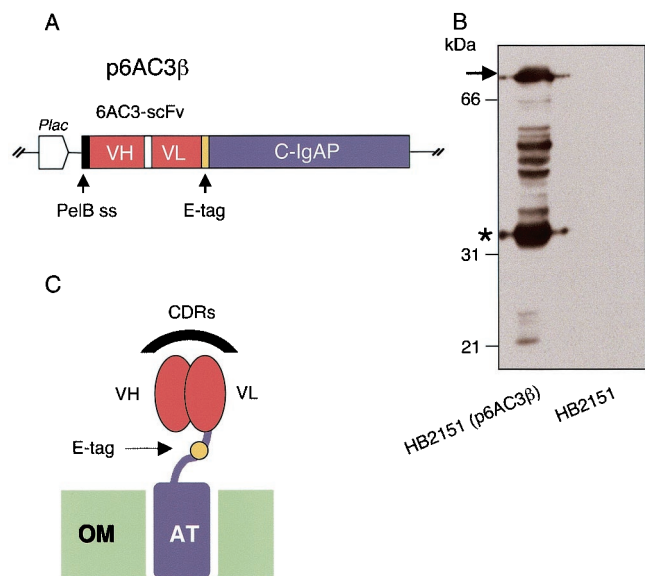 A
p6AC3β
6AC3-scFv
Plac
VH
VL
C-IgAP
PelB ss
E-tag
B
kDa
66
*
31
21
HB2151 (p6AC3β)
HB2151
C
CDRs
VH
VL
E-tag
OM
AT